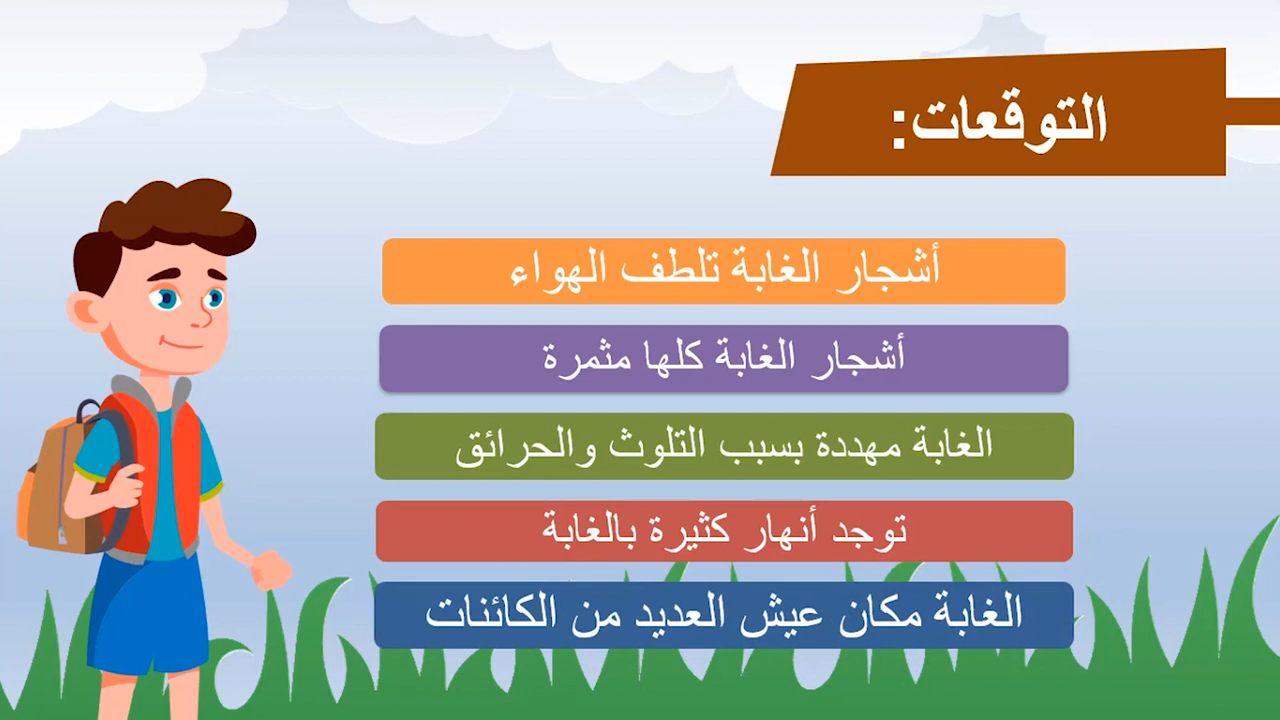 التوقعات:
أشجار الغابة تلطف الهواء
أشجار الغابة كلها مثمرة
الغابة مهددة بسبب التلوث والحرائق
توجد أنهار كثيرة بالغابة
الغابة مكان عيش العديد من الكائنات